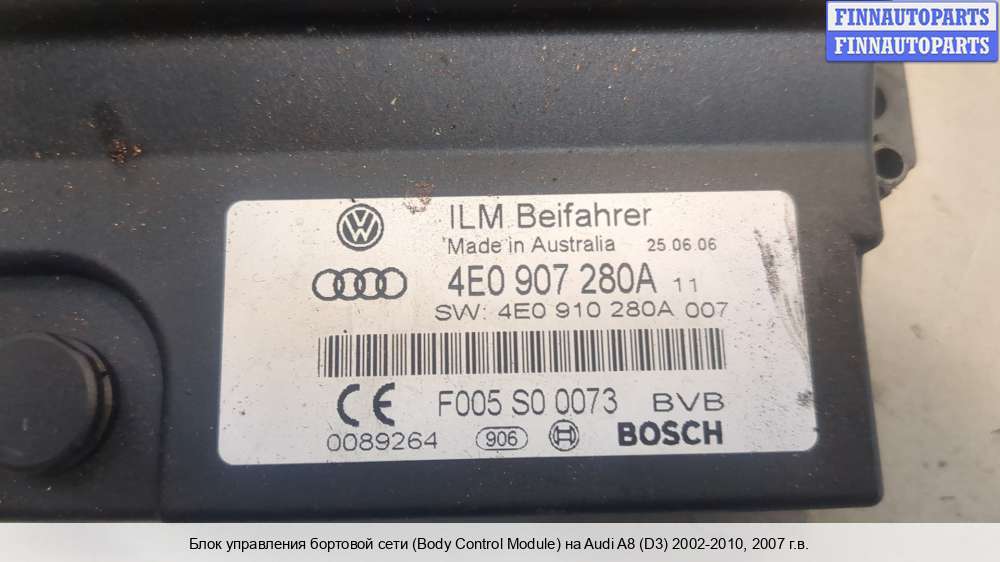 FINNAUTOPARTS
FINNAUTOPARTS
ILM Beifahrer
Made in Australia 25.06.06
4E0 907 280A 11
SW: 4E0 910 280A 007
CE F005 S0 0073 BVB
0089264 906 BOSCH
Блок управления бортовой сети (Body Control Module) на Audi A8 (D3) 2002-2010, 2007 г.в.